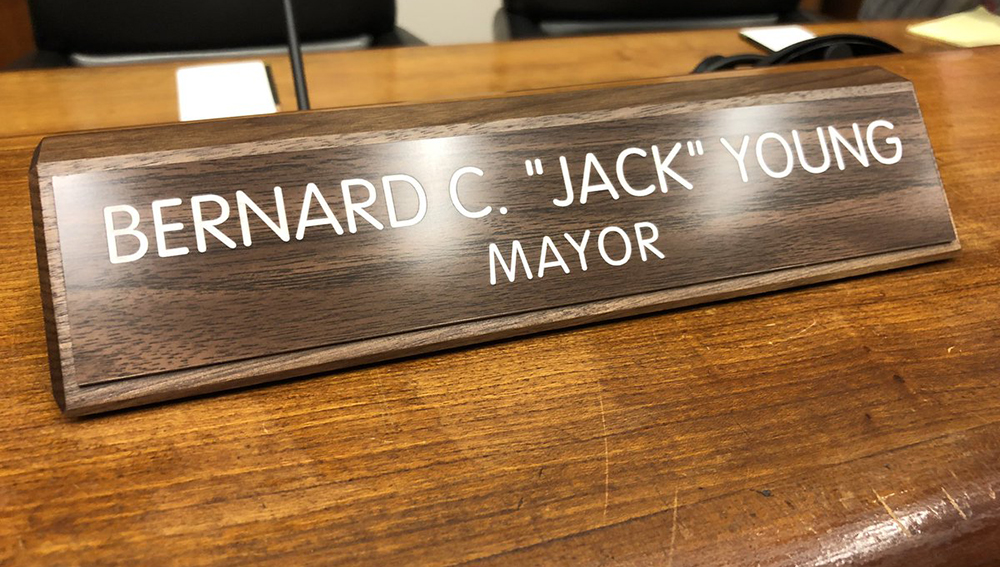 BERNARD C. "JACK" YOUNG
MAYOR